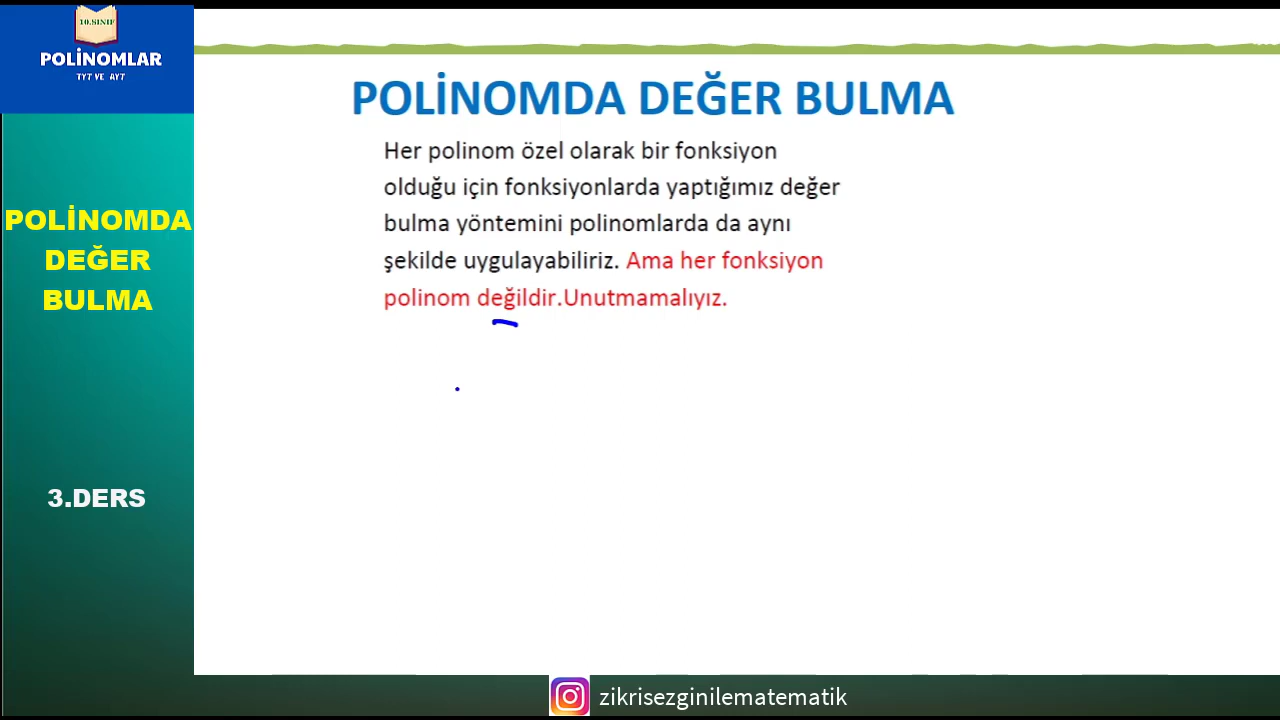 10.SINIF
POLİNOMLAR
TYT VE AYT
POLİNOMDA
DEĞER
BULMA
3.DERS
POLİNOMDA DEĞER BULMA
Her polinom özel olarak bir fonksiyon
olduğu için fonksiyonlarda yaptığımız değer
bulma yöntemini polinomlarda da aynı
şekilde uygulayabiliriz. Ama her fonksiyon
polinom değildir.Unutmamalıyız.
zikrisezginilematematik